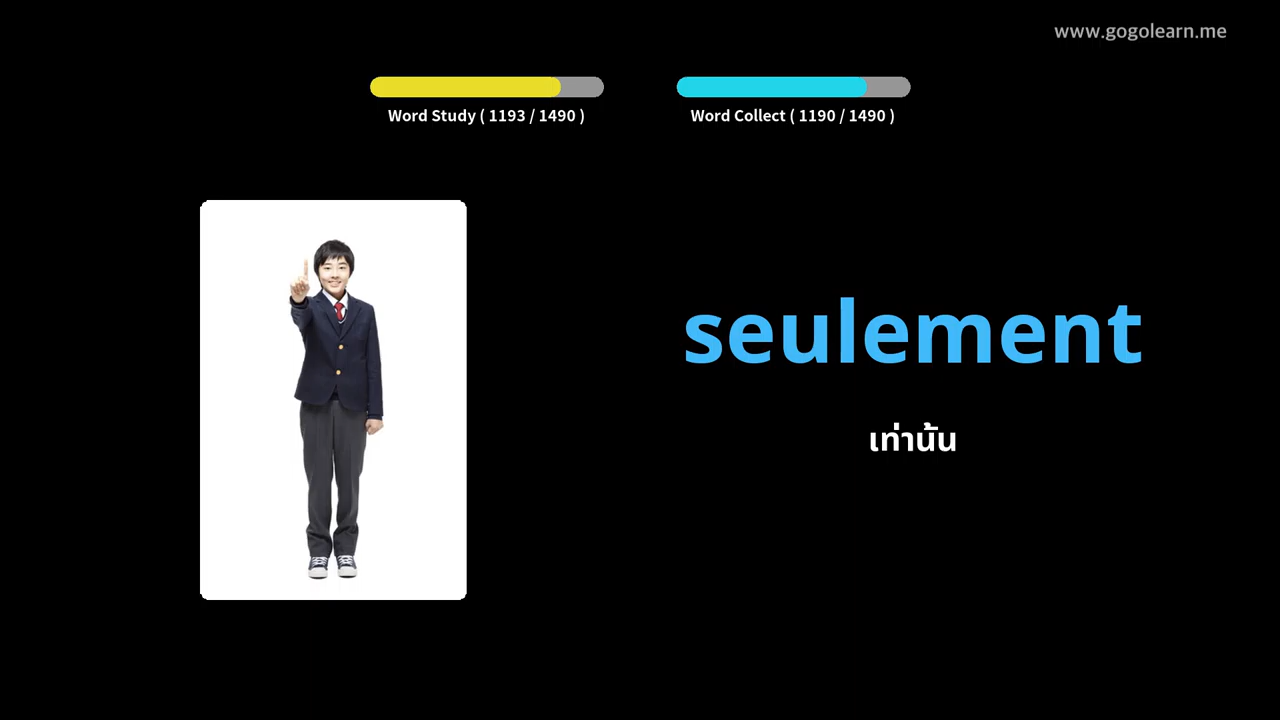 www.gogolearn.me
Word Study ( 1193 / 1490 )
Word Collect ( 1190 / 1490 )
seulement
เท่านั้น